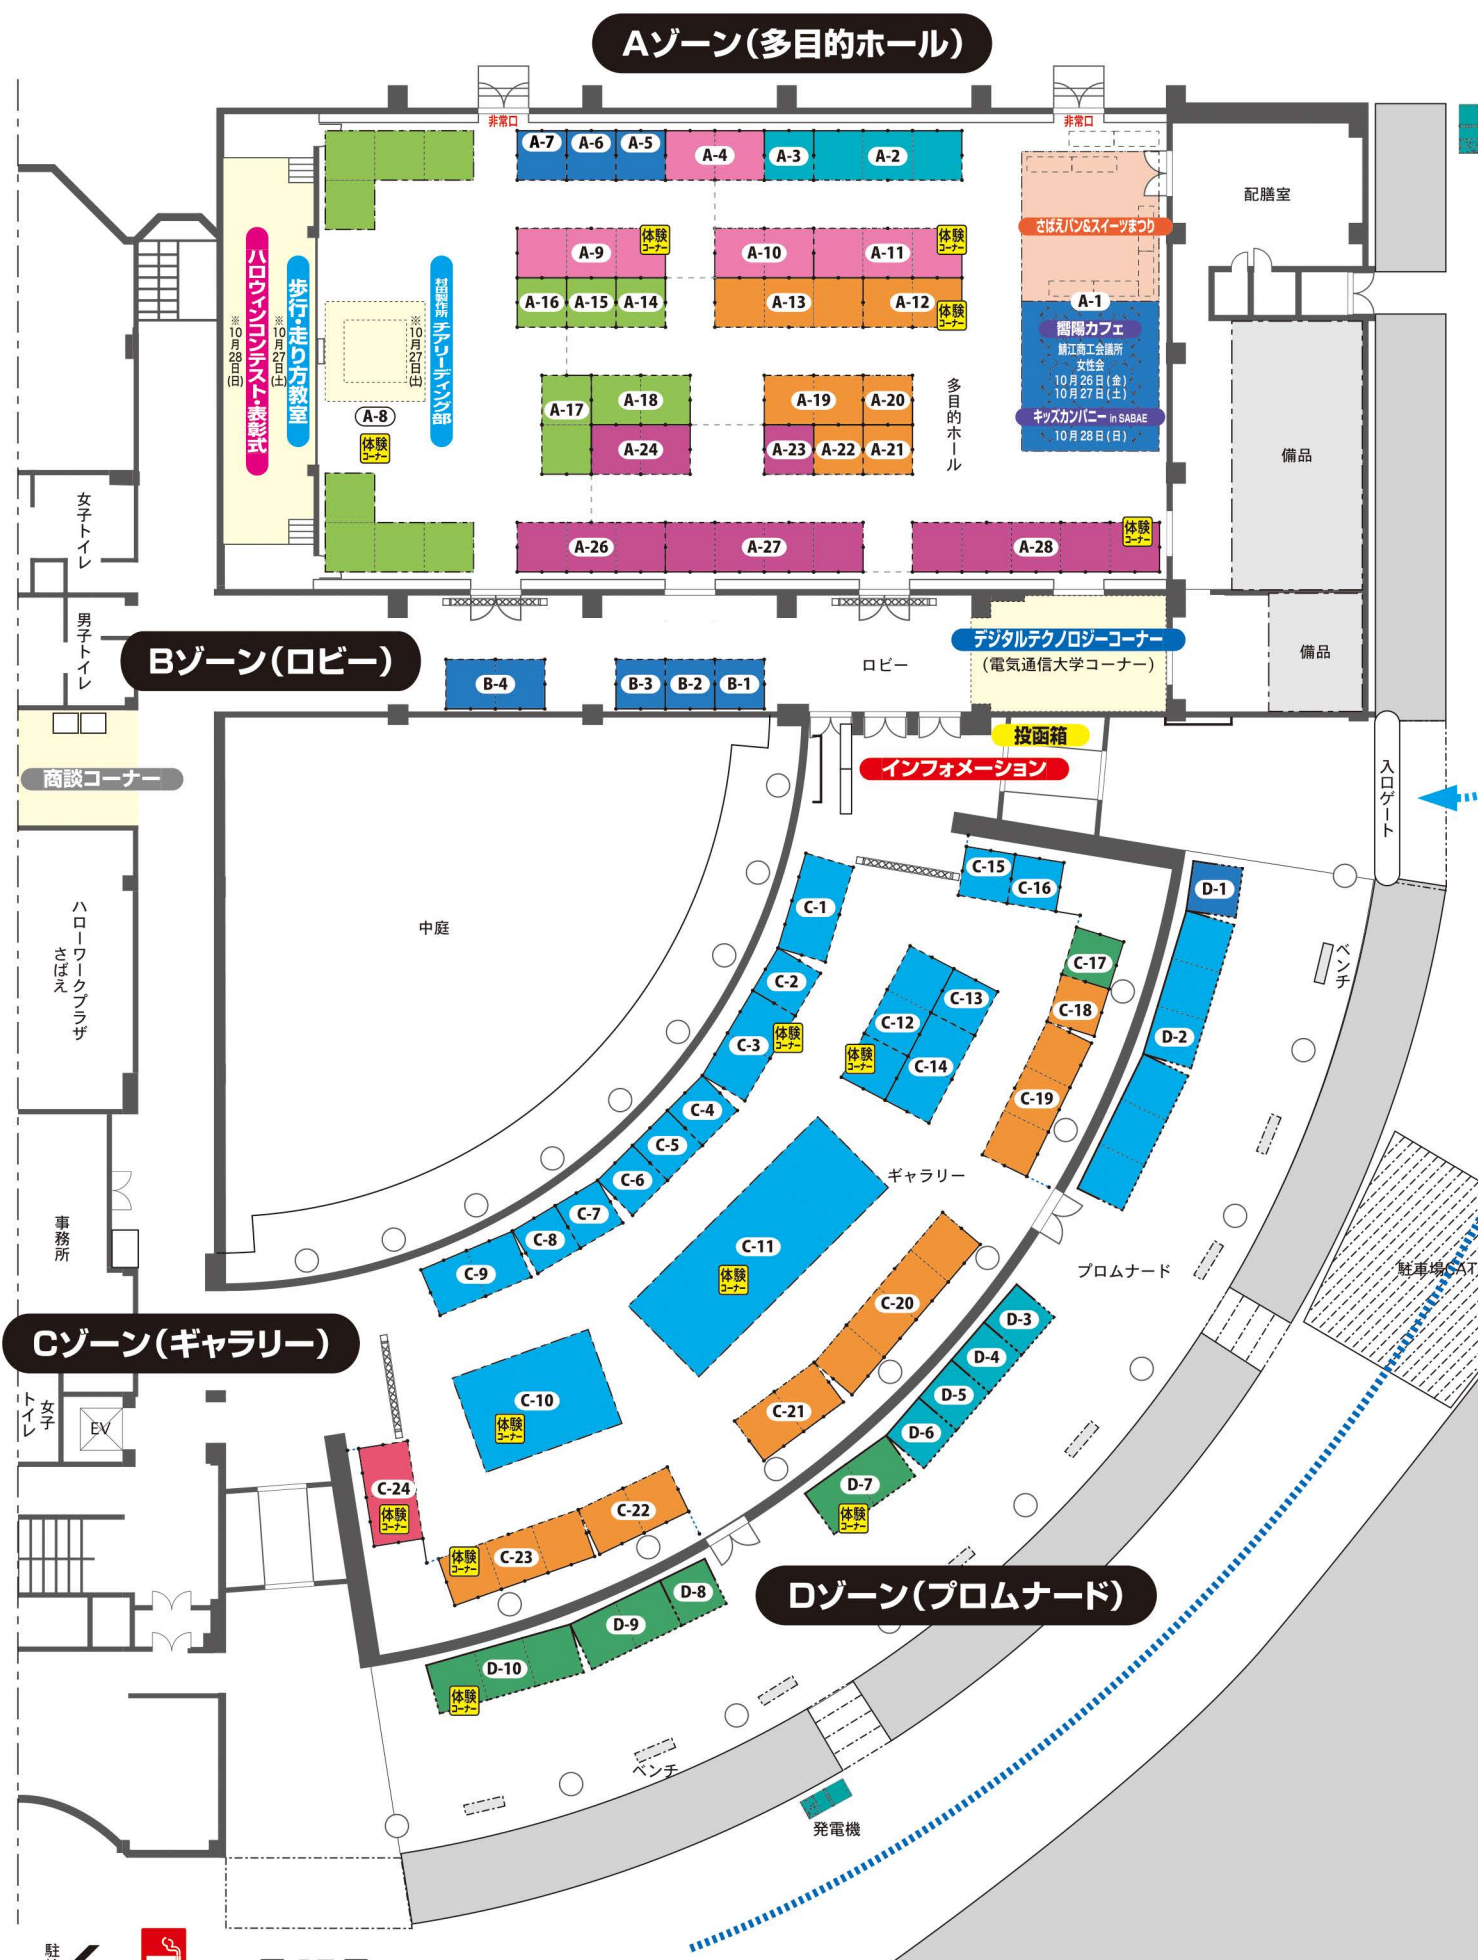 Aゾーン（多目的ホール）
非常口
非常口
A-7
A-6
A-5
A-4
A-3
A-2
配膳室
さばえパン&スイーツまつり
A-9
体験コーナー
A-10
A-11
体験コーナー
A-16
A-15
A-14
A-13
A-12
体験コーナー
A-1
嚮陽カフェ
鯖江商工会議所
女性会
10月26日(金)
10月27日(土)
キッズカンパニー in SABAE
10月28日(日)
ハロウィンコンテスト・表彰式
※10月28日(日)
歩行・走り方教室
※10月27日(土)
村田製作所 チアリーディング部
※10月27日(土)
A-8
体験コーナー
A-17
A-18
A-24
A-19
A-20
A-23
A-22
A-21
多目的ホール
備品
A-26
A-27
A-28
体験コーナー
女子トイレ
男子トイレ
Bゾーン（ロビー）
B-4
B-3
B-2
B-1
ロビー
デジタルテクノロジーコーナー
(電気通信大学コーナー)
備品
投函箱
インフォメーション
商談コーナー
入口ゲート
中庭
ハローワークプラザ
さばえ
C-1
C-2
C-3
体験コーナー
C-4
C-5
C-6
C-7
C-8
C-9
C-15
C-16
C-17
C-18
C-19
C-13
C-12
体験コーナー
C-14
D-1
D-2
ベンチ
ギャラリー
C-11
体験コーナー
事務所
プロムナード
駐車場
C-20
C-21
D-3
D-4
D-5
D-6
D-7
体験コーナー
Cゾーン（ギャラリー）
女子
トイレ
EV
C-10
体験コーナー
C-24
体験コーナー
C-22
C-23
体験コーナー
Dゾーン（プロムナード）
D-8
D-9
D-10
体験コーナー
ベンチ
発電機